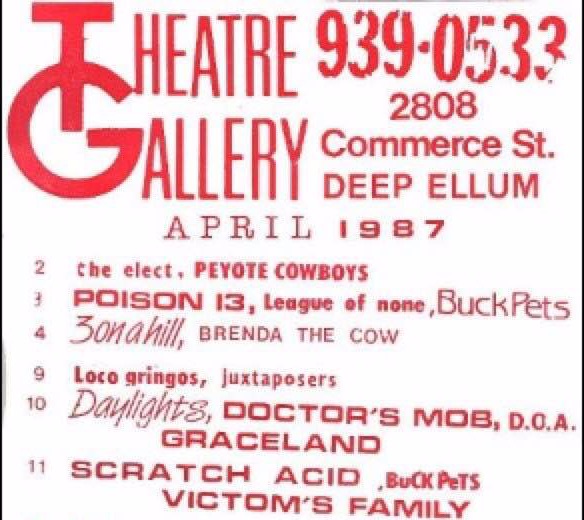 THEATRE 939-0533
GALLERY 2808
Commerce St.
DEEP ELLUM
APRIL 1987
2 the elect, PEYOTE COWBOYS
3 POISON 13, League of none, Buck Pets
4 3onahill, BRENDA THE COW
9 Loco gringos, juxtaposers
10 Daylights, DOCTOR'S MOB, D.O.A.
GRACELAND
11 SCRATCH ACID, BUCK PETS
VICTOM'S FAMILY